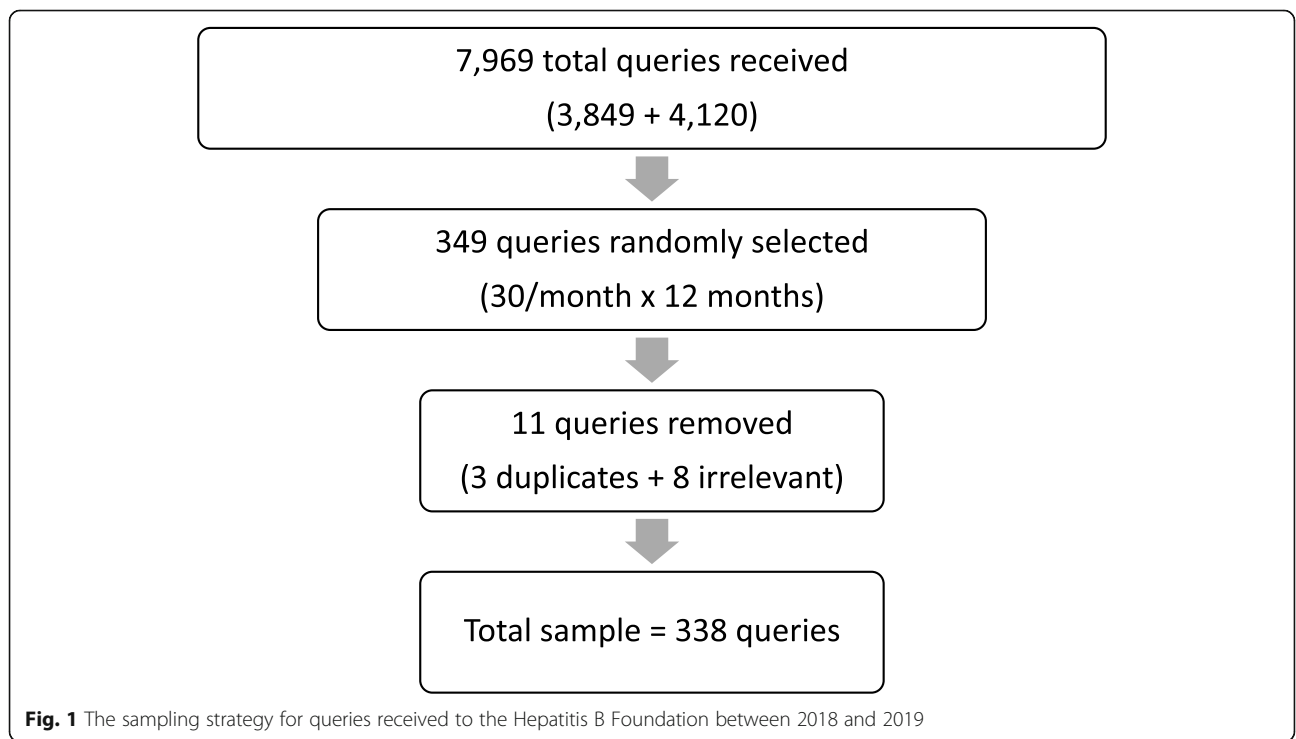 7,969 total queries received
(3,849 + 4,120)
349 queries randomly selected
(30/month x 12 months)
11 queries removed
(3 duplicates + 8 irrelevant)
Total sample = 338 queries
Fig. 1 The sampling strategy for queries received to the Hepatitis B Foundation between 2018 and 2019